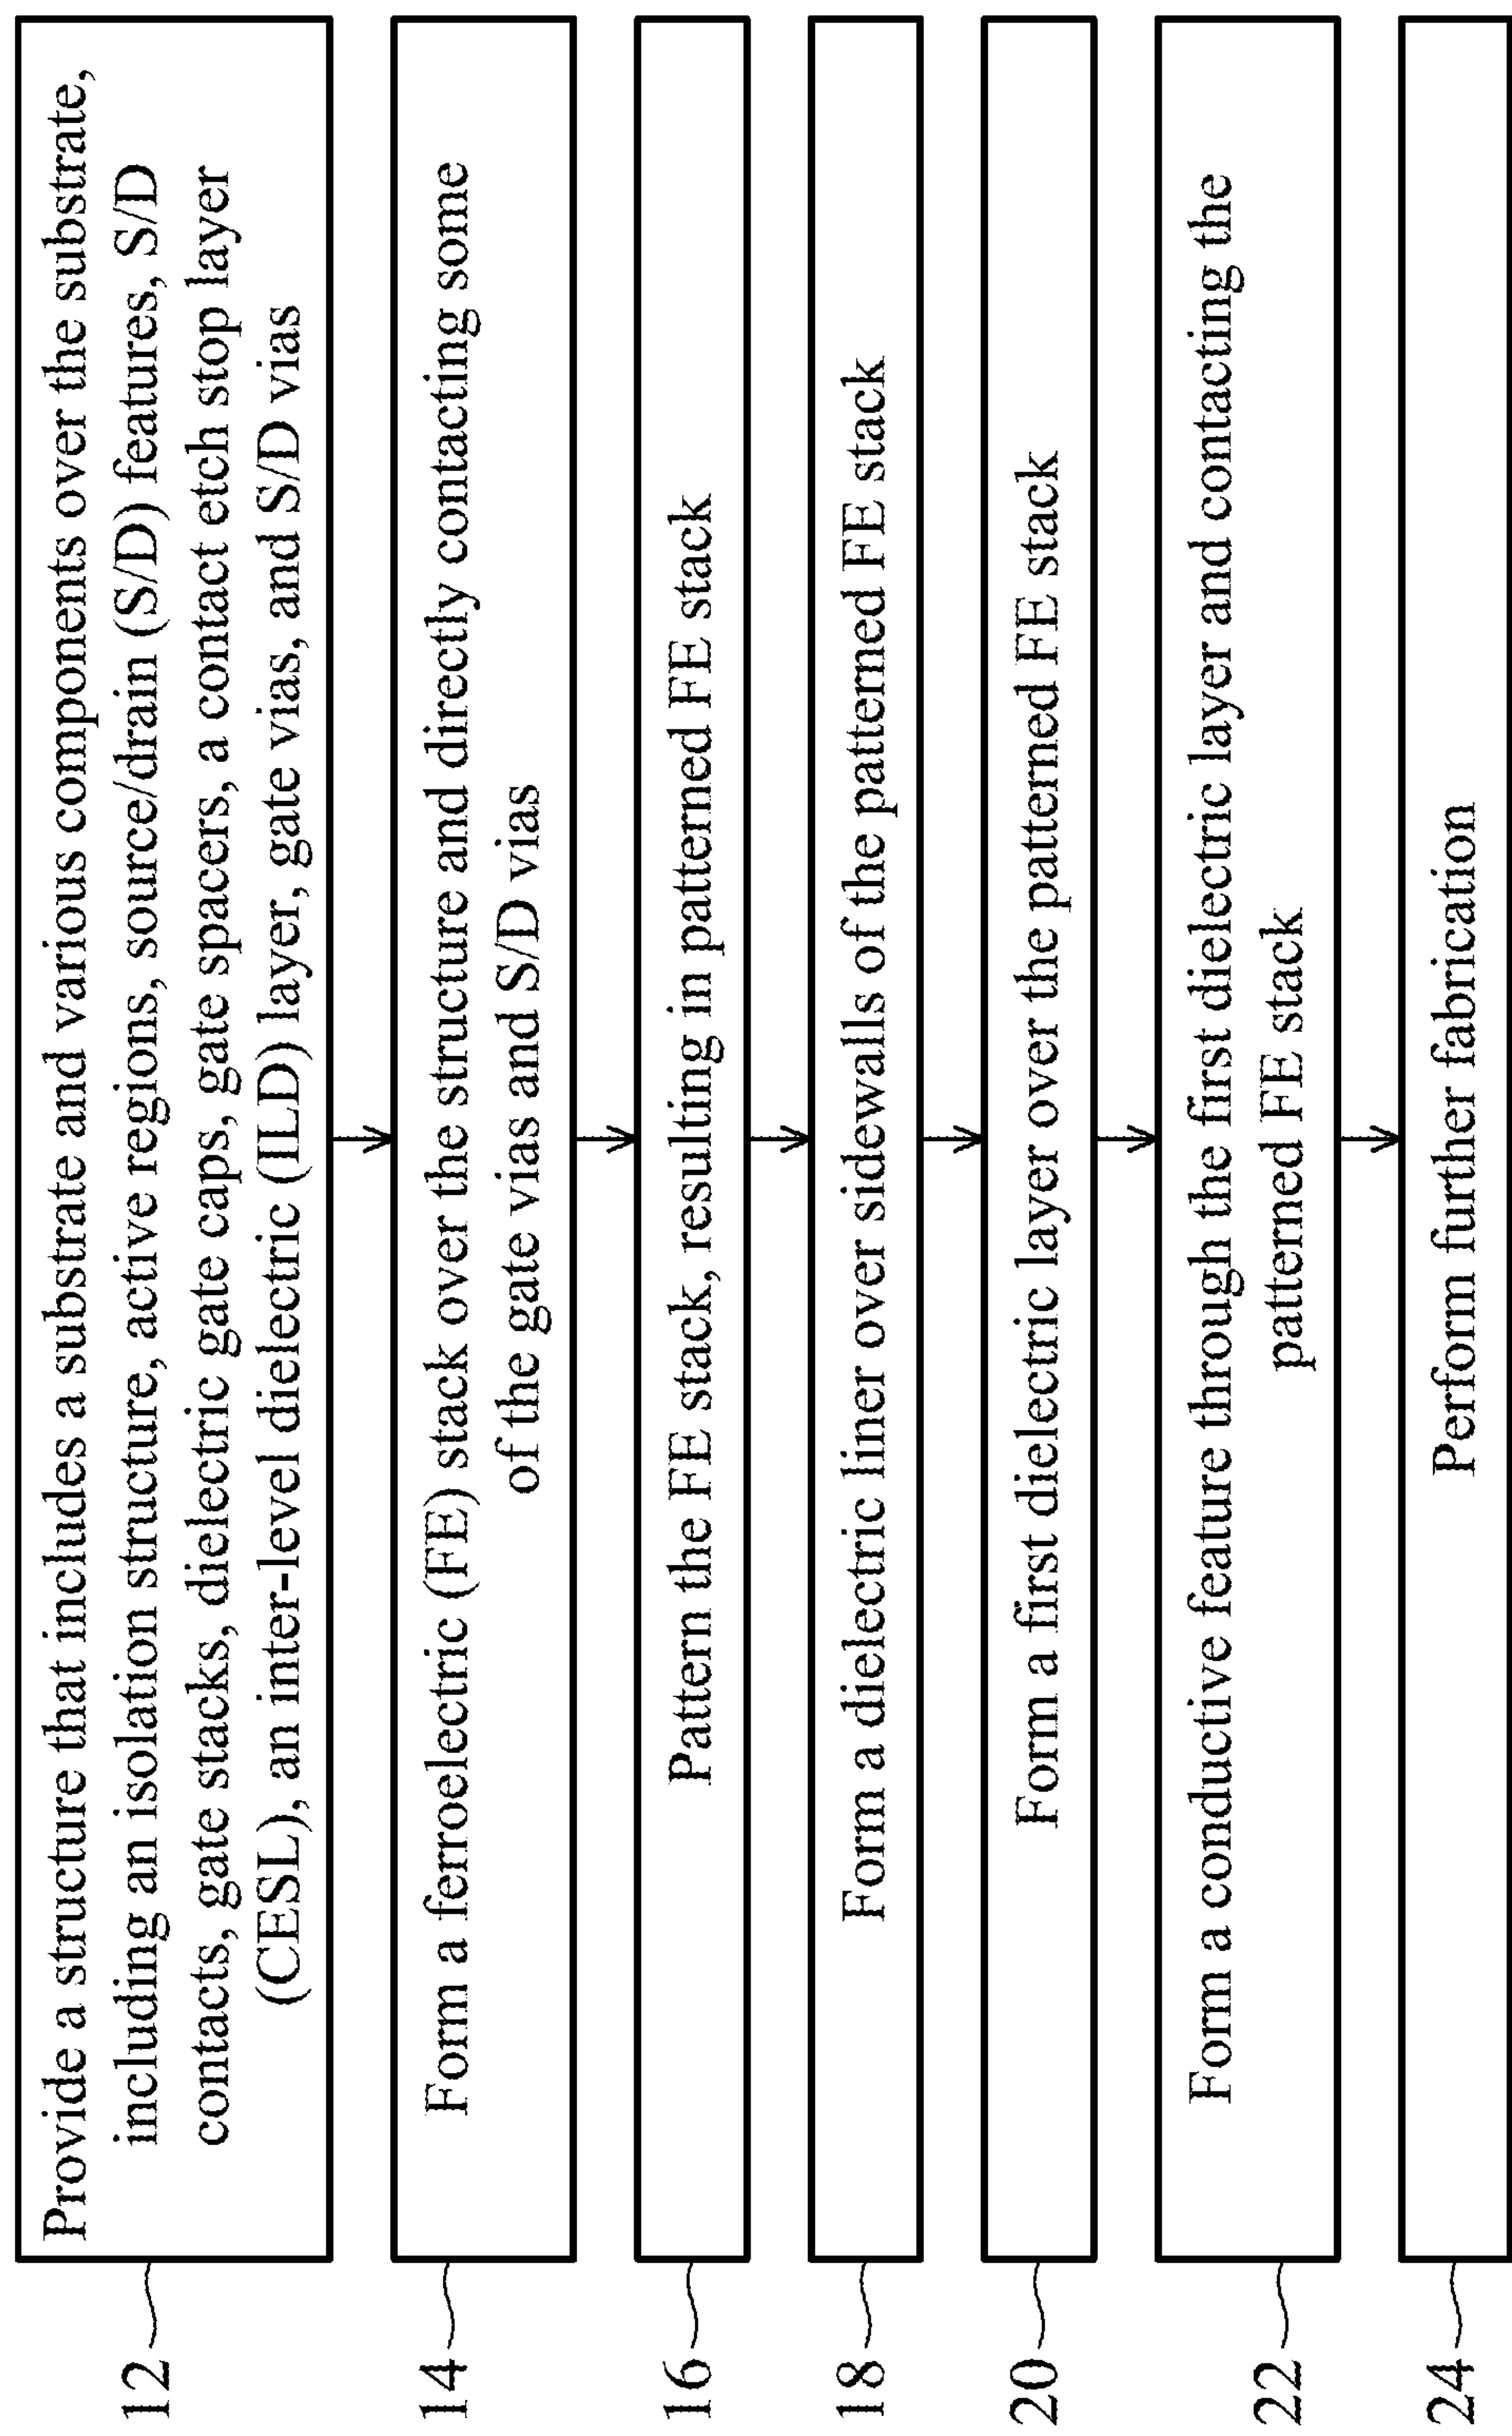 12
Provide a structure that includes a substrate and various components over the substrate,
including an isolation structure, active regions, source/drain (S/D) features, S/D
contacts, gate stacks, dielectric gate caps, gate spacers, a contact etch stop layer
(CESL), an inter-level dielectric (ILD) layer, gate vias, and S/D vias
14
Form a ferroelectric (FE) stack over the structure and directly contacting some
of the gate vias and S/D vias
16
Pattern the FE stack, resulting in patterned FE stack
18
Form a dielectric liner over sidewalls of the patterned FE stack
20
Form a first dielectric layer over the patterned FE stack
22
Form a conductive feature through the first dielectric layer and contacting the
patterned FE stack
24
Perform further fabrication